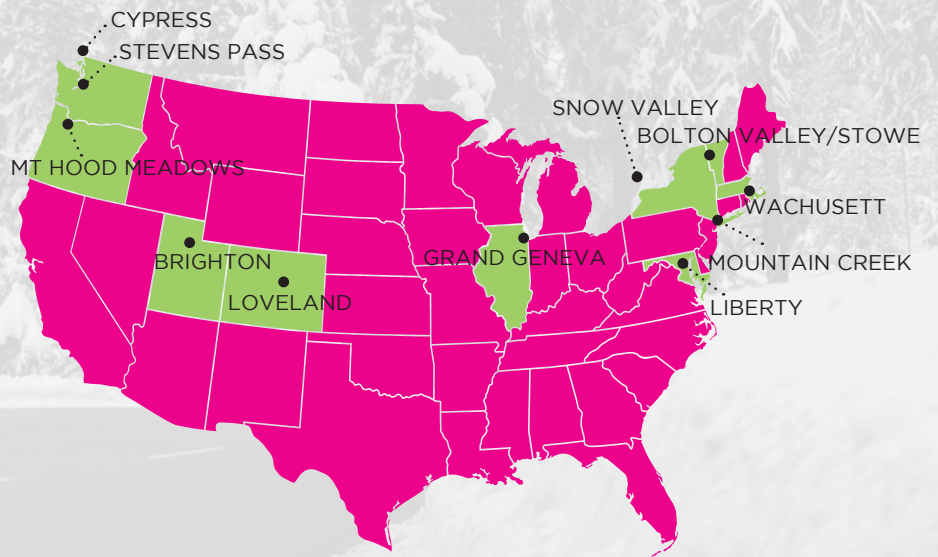 CYPRESS
STEVENS PASS
SNOW VALLEY
BOLTON VALLEY/STOWE
MT HOOD MEADOWS
WACHUSETT
BRIGHTON
GRAND GENEVA
MOUNTAIN CREEK
LOVELAND
LIBERTY